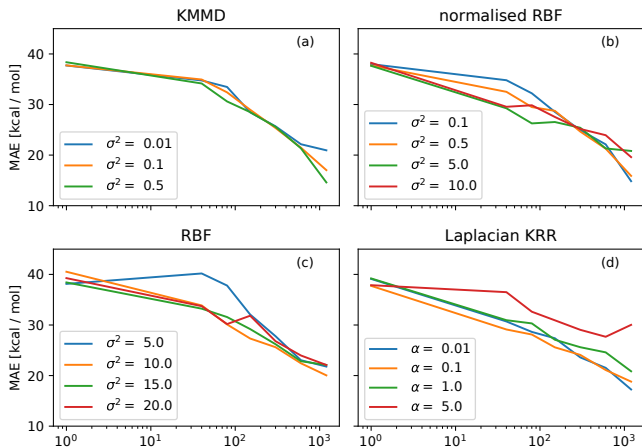 KMMD
(a)
MAE [kcal / mol]
40
30
20
10
σ² = 0.01
σ² = 0.1
σ² = 0.5
normalised RBF
(b)
σ² = 0.1
σ² = 0.5
σ² = 5.0
σ² = 10.0
RBF
(c)
MAE [kcal / mol]
40
30
20
10
σ² = 5.0
σ² = 10.0
σ² = 15.0
σ² = 20.0
10⁰ 10¹ 10² 10³
Laplacian KRR
(d)
α = 0.01
α = 0.1
α = 1.0
α = 5.0
10⁰ 10¹ 10² 10³